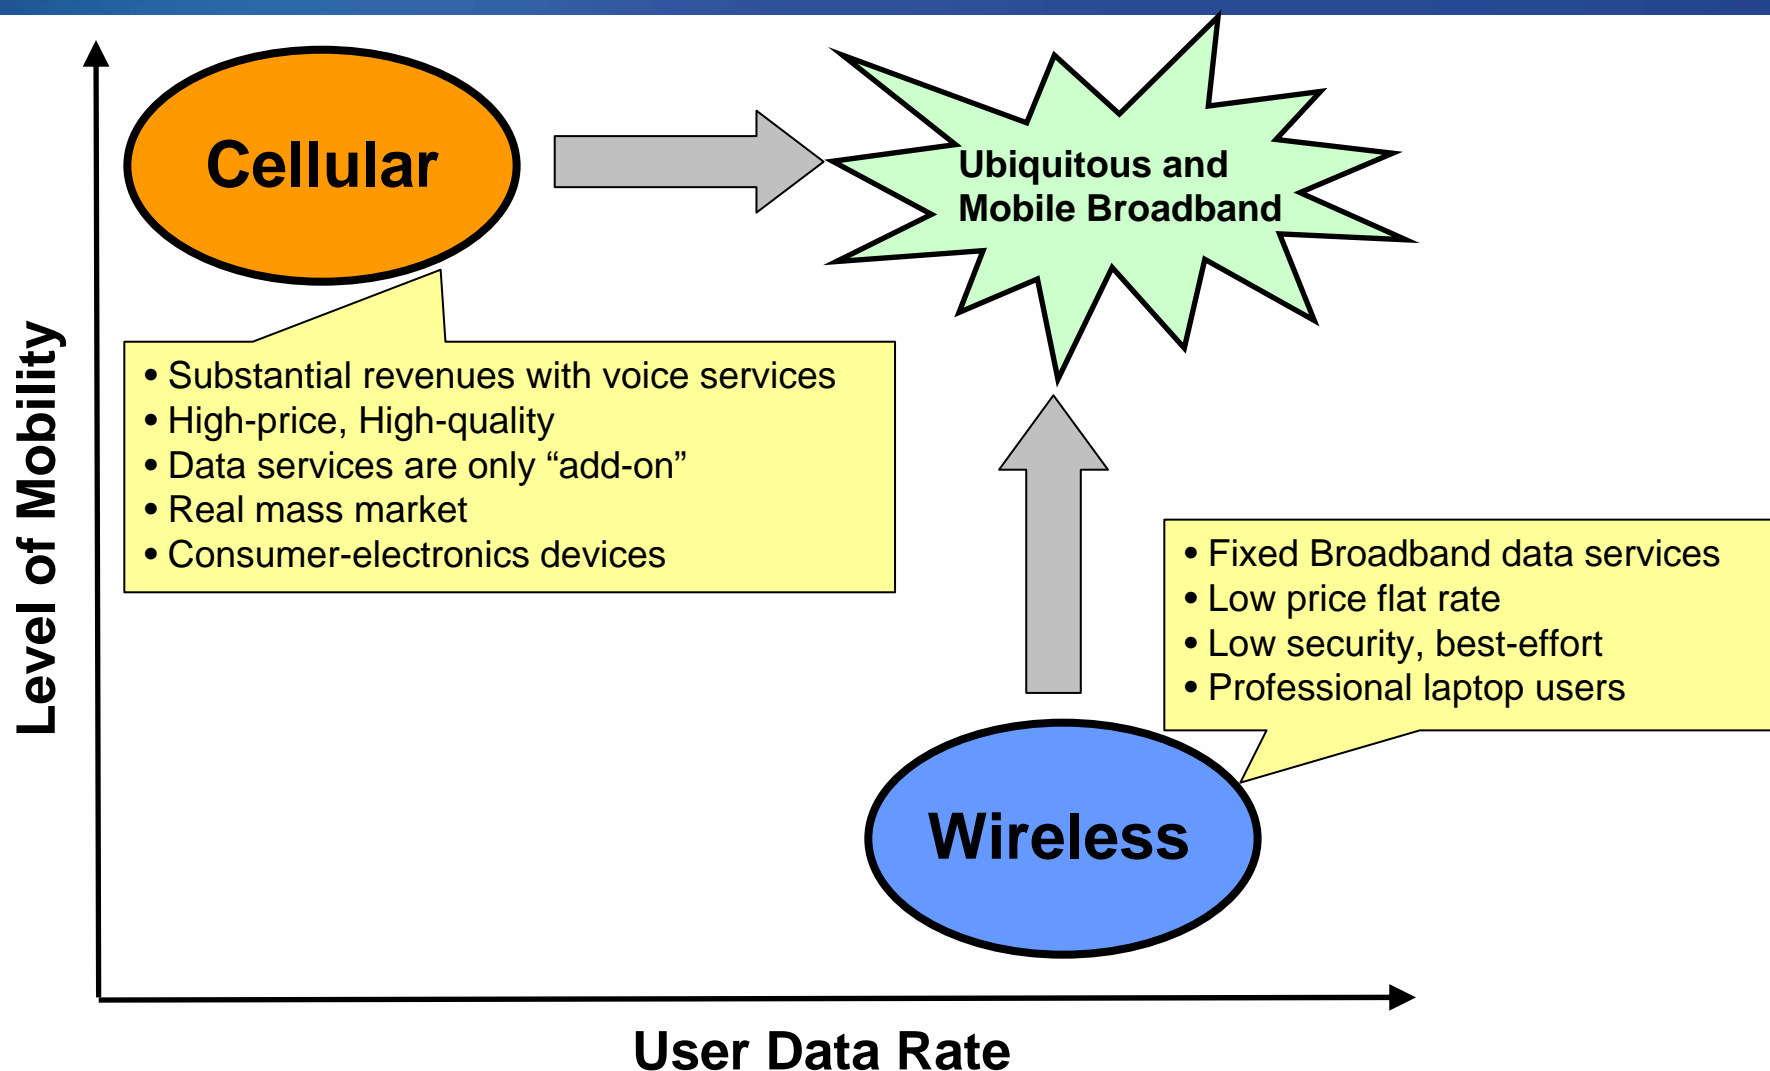 Cellular
Ubiquitous and
Mobile Broadband
• Substantial revenues with voice services
• High-price, High-quality
• Data services are only “add-on”
• Real mass market
• Consumer-electronics devices
Level of Mobility
• Fixed Broadband data services
• Low price flat rate
• Low security, best-effort
• Professional laptop users
Wireless
User Data Rate